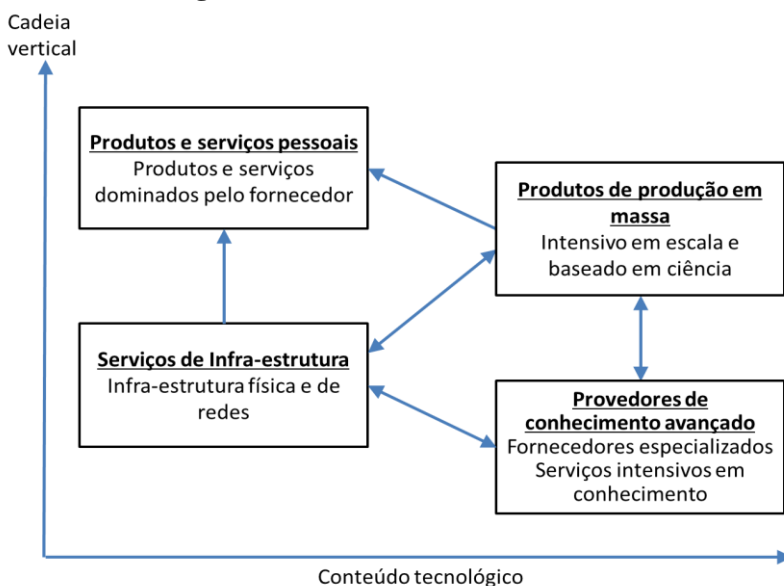 Cadeia
vertical
Produtos e serviços pessoais
Produtos e serviços
dominados pelo fornecedor
Produtos de produção em
massa
Intensivo em escala e
baseado em ciência
Serviços de Infra-estrutura
Infra-estrutura física e de
redes
Provedores de
conhecimento avançado
Fornecedores especializados
Serviços intensivos em
conhecimento
Conteúdo tecnológico